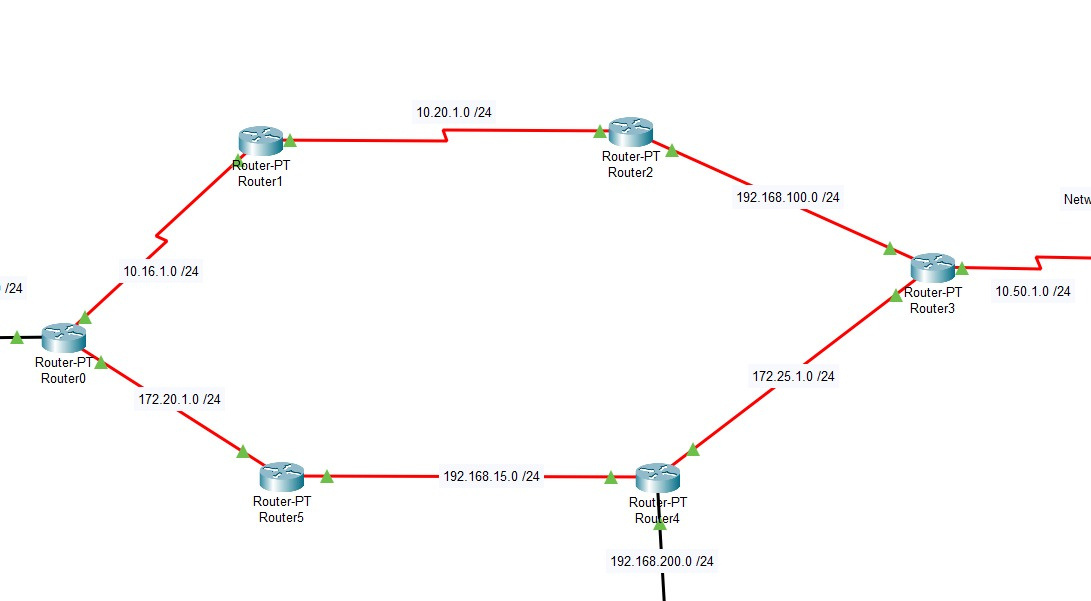 10.20.1.0 /24
Router-PT
Router1
Router-PT
Router2
192.168.100.0 /24
Netw
10.16.1.0 /24
/24
Router-PT
Router3
10.50.1.0 /24
Router-PT
Router0
172.20.1.0 /24
172.25.1.0 /24
192.168.15.0 /24
Router-PT
Router5
Router-PT
Router4
192.168.200.0 /24